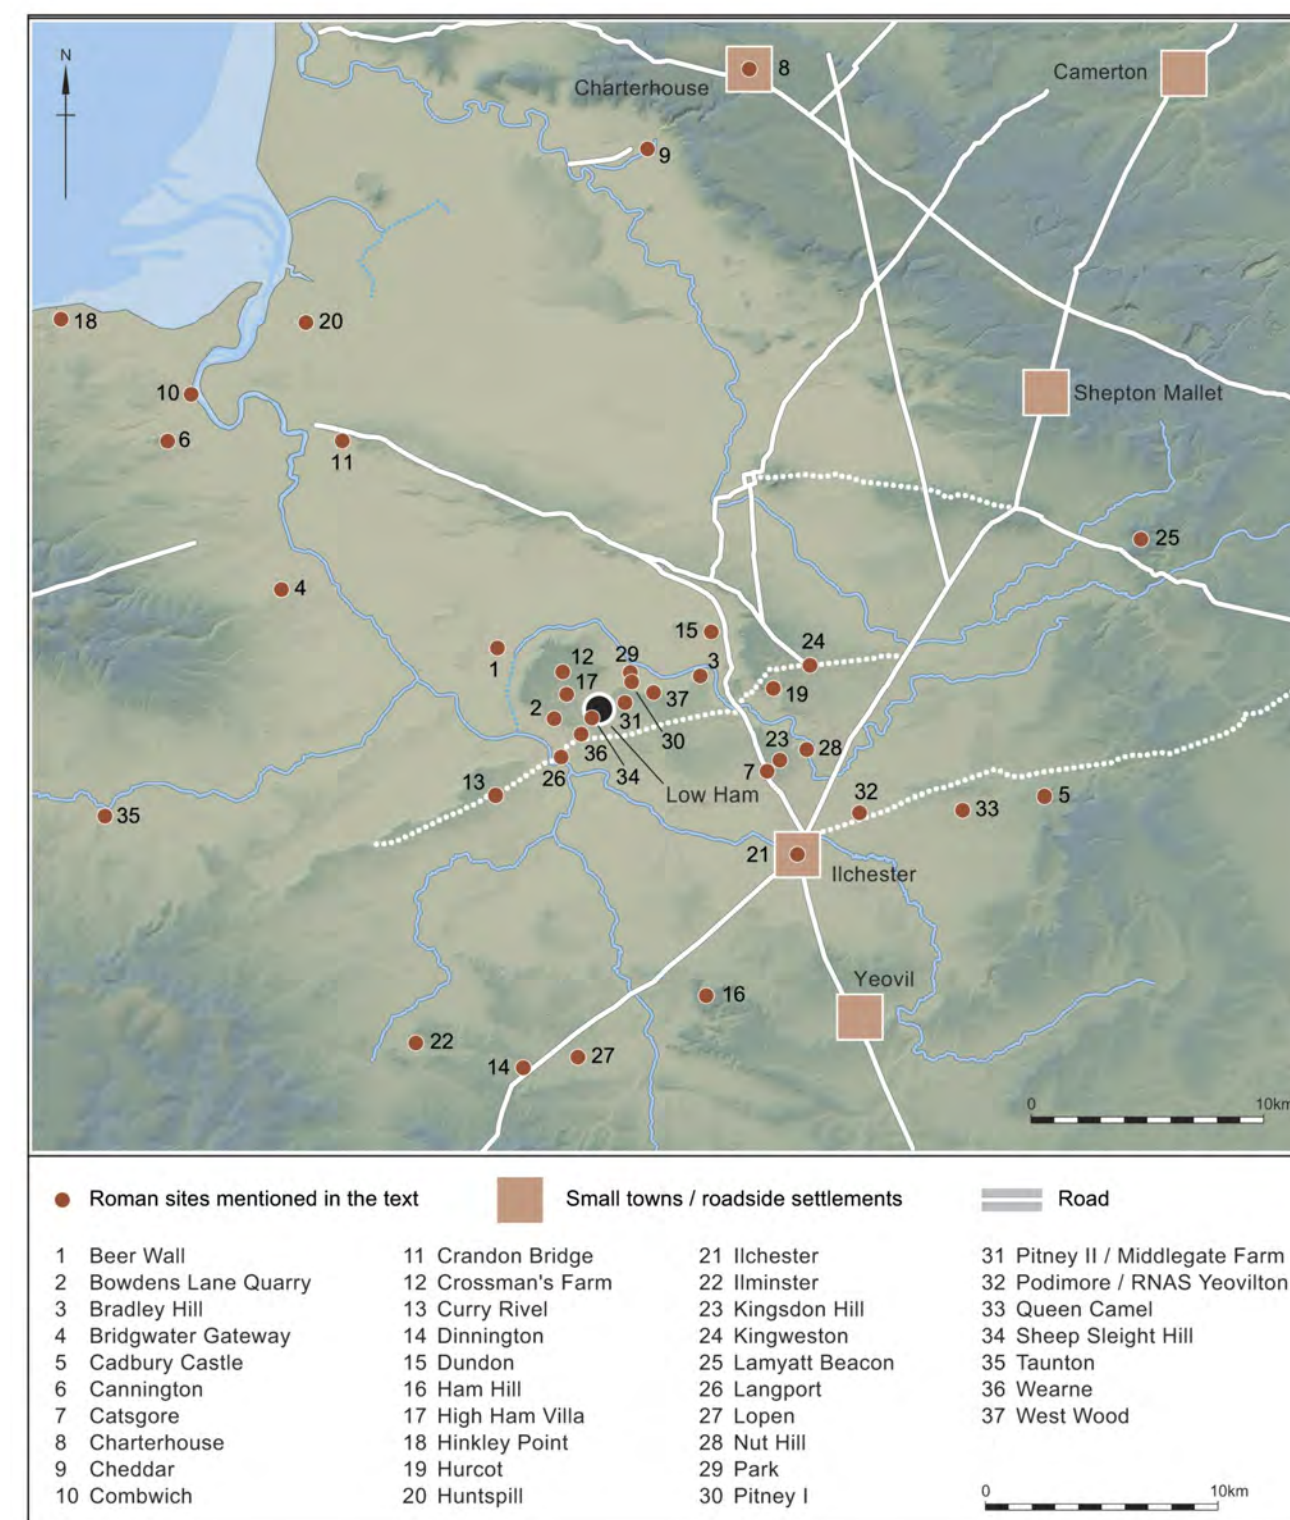 N
Charterhouse
8
Camerton
9
18
20
10
6
11
Shepton Mallet
25
4
15
24
1
12
29
3
17
37
19
2
31
30
36
34
23
28
26
7
13
Low Ham
32
33
5
35
21
Ilchester
Yeovil
16
22
14
27
0 10km
Roman sites mentioned in the text
Small towns / roadside settlements
Road
1 Beer Wall
2 Bowdens Lane Quarry
3 Bradley Hill
4 Bridgwater Gateway
5 Cadbury Castle
6 Cannington
7 Catsgore
8 Charterhouse
9 Cheddar
10 Combwich
11 Crandon Bridge
12 Crossman's Farm
13 Curry Rivel
14 Dinnington
15 Dundon
16 Ham Hill
17 High Ham Villa
18 Hinkley Point
19 Hurcot
20 Huntspill
21 Ilchester
22 Ilminster
23 Kingsdon Hill
24 Kingweston
25 Lamyatt Beacon
26 Langport
27 Lopen
28 Nut Hill
29 Park
30 Pitney I
31 Pitney II / Middlegate Farm
32 Podimore / RNAS Yeovilton
33 Queen Camel
34 Sheep Sleight Hill
35 Taunton
36 Wearne
37 West Wood
0 10km